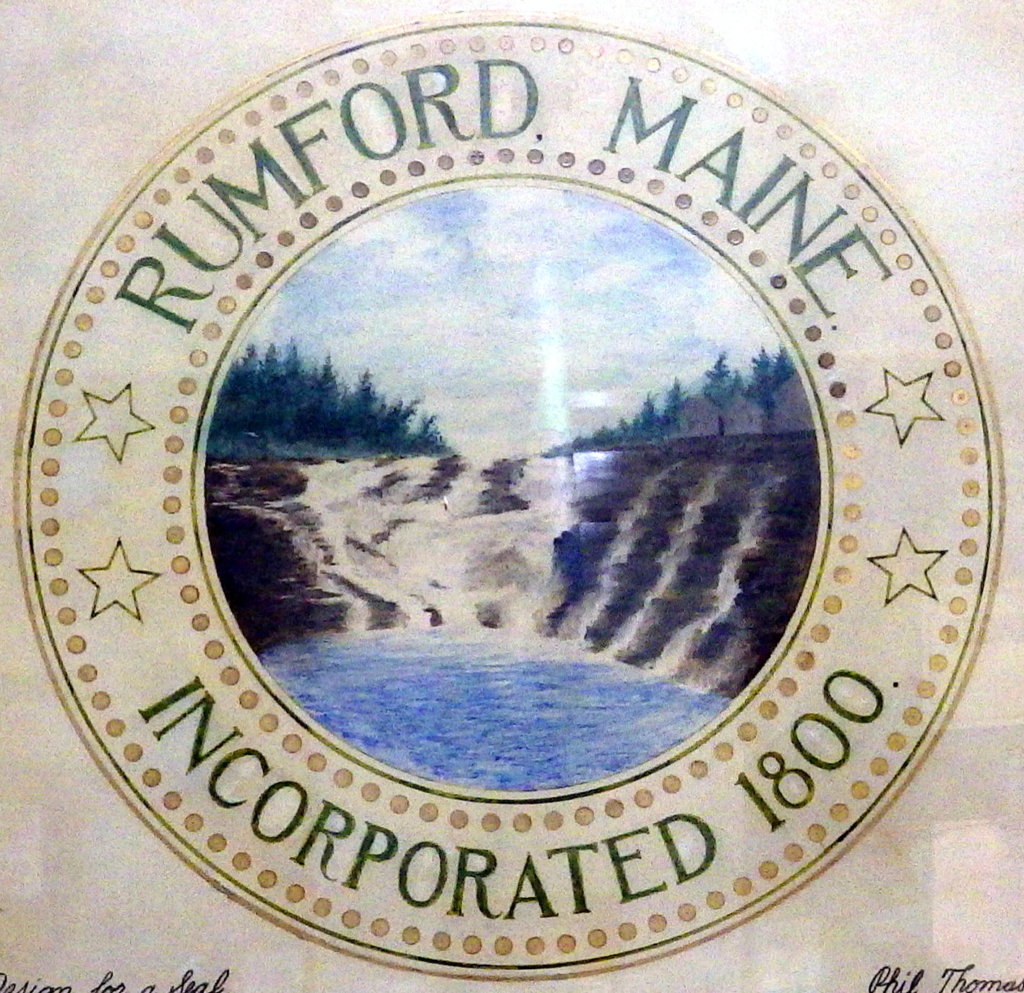 RUMFORD, MAINE.
INCORPORATED 1800.
Design for a Seal
Phil Thomas